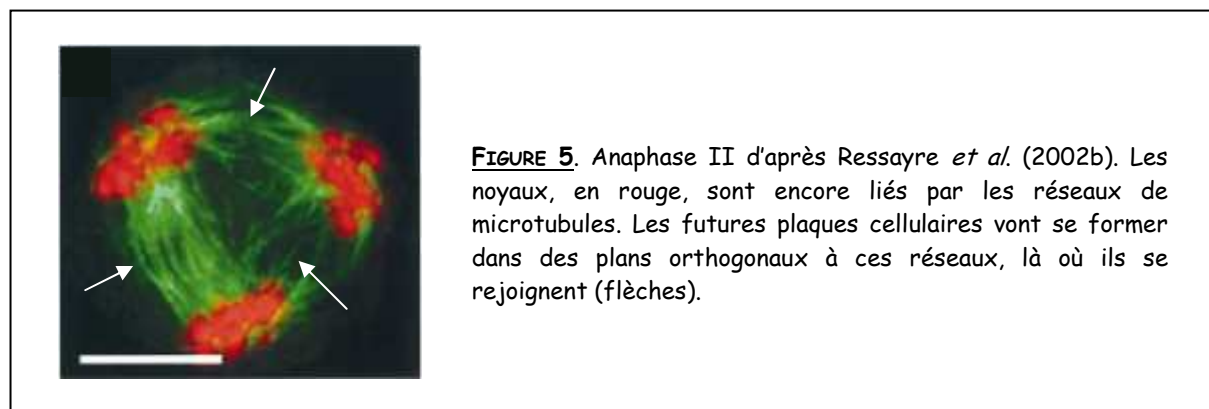 FIGURE 5. Anaphase II d'après Ressayre et al. (2002b). Les
noyaux, en rouge, sont encore liés par les réseaux de
microtubules. Les futures plaques cellulaires vont se former
dans des plans orthogonaux à ces réseaux, là où ils se
rejoignent (flèches).